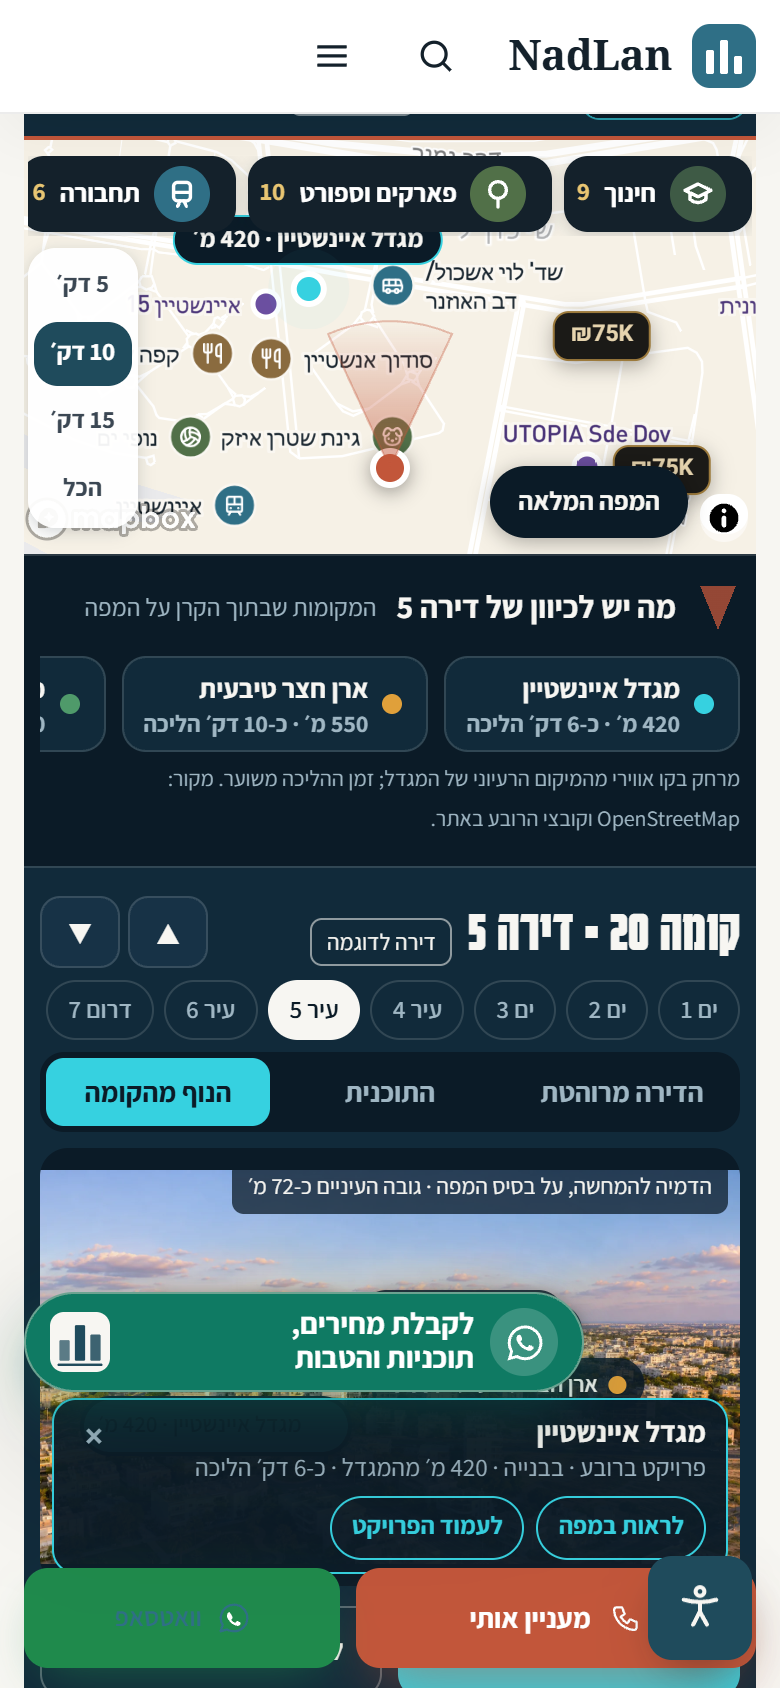 NadLan
חינוך 9
פארקים וספורט 10
תחבורה 6
מגדל איינשטיין · 420 מ׳
5 דק׳
10 דק׳
15 דק׳
הכל
שד' לוי אשכול/
דב האוזנר
איינשטיין 15
₪75K
קפה
סודוך אנשטיין
גינת שטרן איזק
UTOPIA Sde Dov
המפה המלאה
mapbox
מה יש לכיוון של דירה 5
המקומות שבתוך הקרן על המפה
מגדל איינשטיין
420 מ׳ · כ-6 דק׳ הליכה
ארן חצר טיבעית
550 מ׳ · כ-10 דק׳ הליכה
מרחק בקו אווירי מהמיקום הרעיוני של המגדל; זמן ההליכה משוער. מקור:
OpenStreetMap וקובצי הרובע באתר.
קומה 20 · דירה 5
דירה לדוגמה
▲
▼
ים 1
ים 2
ים 3
עיר 4
עיר 5
עיר 6
דרום 7
הדירה מרוהטת
התוכנית
הנוף מהקומה
הדמיה להמחשה, על בסיס המפה · גובה העיניים כ-72 מ׳
לקבלת מחירים,
תוכניות והטבות
ארן
מגדל איינשטיין
×
פרויקט ברובע · בבנייה · 420 מ׳ מהמגדל · כ-6 דק׳ הליכה
לראות במפה
לעמוד הפרויקט
מעניין אותי
וואטסאפ